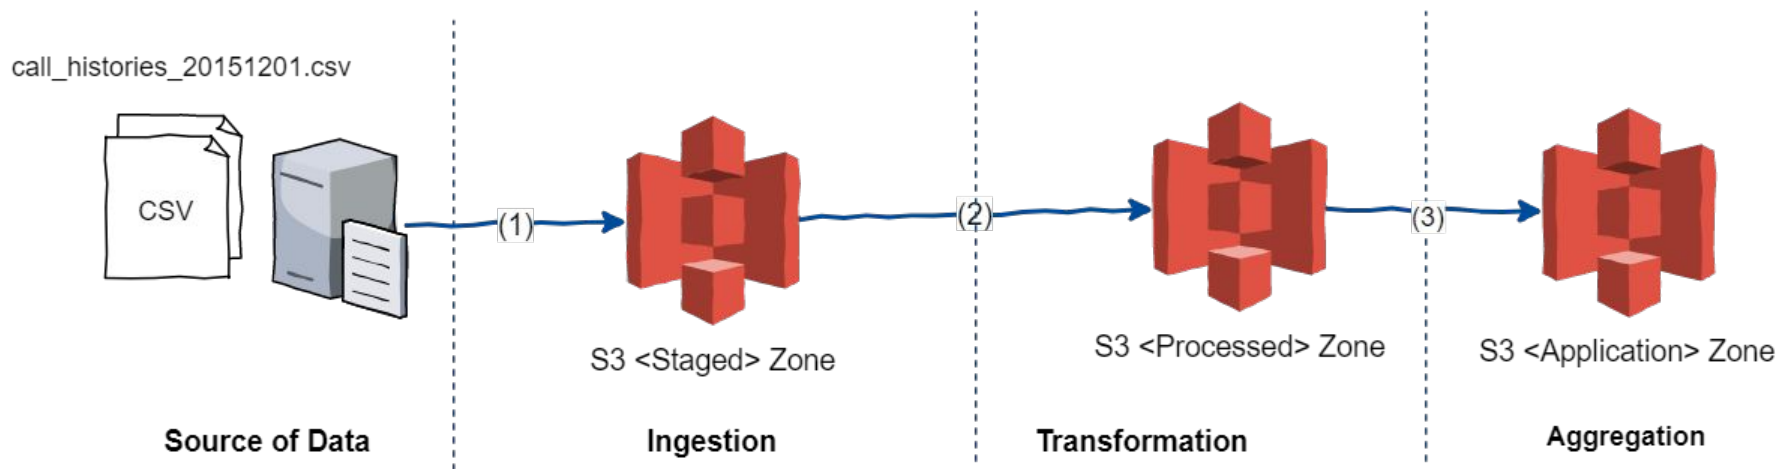 call_histories_20151201.csv
CSV
(1)
(2)
(3)
S3 <Staged> Zone
S3 <Processed> Zone
S3 <Application> Zone
Source of Data
Ingestion
Transformation
Aggregation